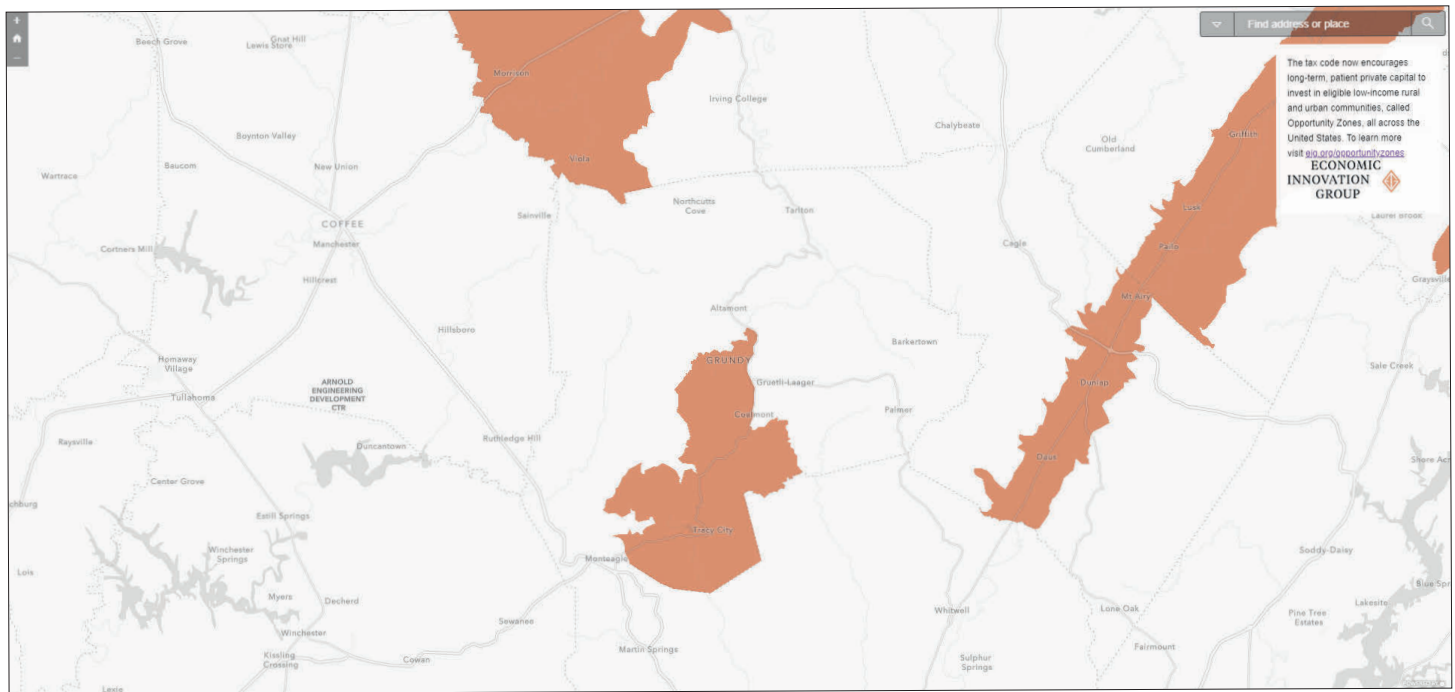 +
−
Find address or place
The tax code now encourages
long-term, patient private capital to
invest in eligible low-income rural
and urban communities, called
Opportunity Zones, all across the
United States. To learn more
visit eig.org/opportunityzones
ECONOMIC
INNOVATION
GROUP
Beech Grove
Gnat Hill
Lewis Store
Morrison
Irving College
Boynton Valley
Chalybeate
Old
Cumberland
Griffith
New Union
Baucom
Viola
Wartrace
Northcutts
Cove
Tarlton
Lusk
Sainville
COFFEE
Manchester
Laurel Brook
Cagle
Pailo
Cortners Mill
Hillcrest
Graysville
Mt Airy
Altamont
Hillsboro
Barkertown
Homaway
Village
GRUNDY
Sale Creek
ARNOLD
ENGINEERING
DEVELOPMENT
CTR
Gruetli-Laager
Dunlap
Tullahoma
Coalmont
Palmer
Raysville
Duncantown
Rutledge Hill
Daus
Shore Acr
Center Grove
chburg
Estill Springs
Tracy City
Winchester
Springs
Monteagle
Soddy-Daisy
Lois
Blue Spr
Myers
Decherd
Lakesite
Whitwell
Lone Oak
Pine Tree
Estates
Sewanee
Winchester
Martin Springs
Fairmount
Kissling
Crossing
Cowan
Sulphur
Springs
Lexie